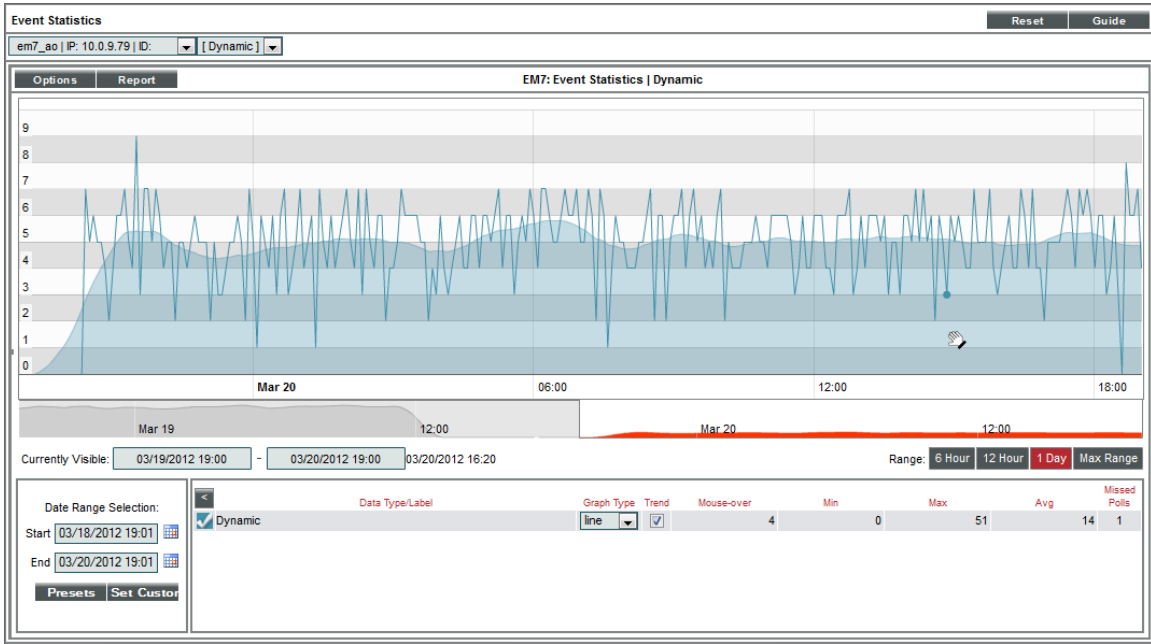 Event Statistics
Reset Guide
em7_ao | IP: 10.0.9.79 | ID: [ Dynamic ]
Options Report EM7: Event Statistics | Dynamic
9
8
7
6
5
4
3
2
1
0
Mar 20 06:00 12:00 18:00
Mar 19 12:00 Mar 20 12:00
Currently Visible: 03/19/2012 19:00 - 03/20/2012 19:00 03/20/2012 16:20 Range: 6 Hour 12 Hour 1 Day Max Range
Date Range Selection:
Start 03/18/2012 19:01
End 03/20/2012 19:01
Presets Set Custor
< Data Type/Label Graph Type Trend Mouse-over Min Max Avg Missed Polls
Dynamic line 4 0 51 14 1